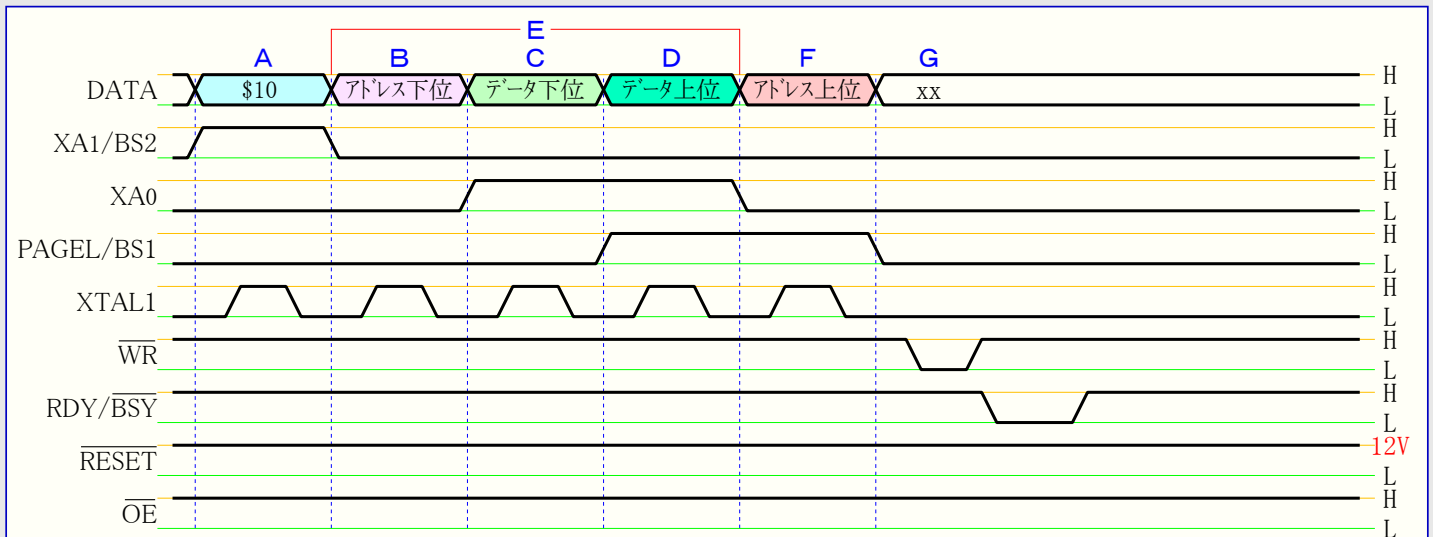 E
A B C D F G
DATA $10 アドレス下位 データ下位 データ上位 アドレス上位 xx H
L
XA1/BS2 H
L
XA0 H
L
PAGEL/BS1 H
L
XTAL1 H
L
WR H
L
RDY/BSY H
L
RESET 12V
L
OE H
L